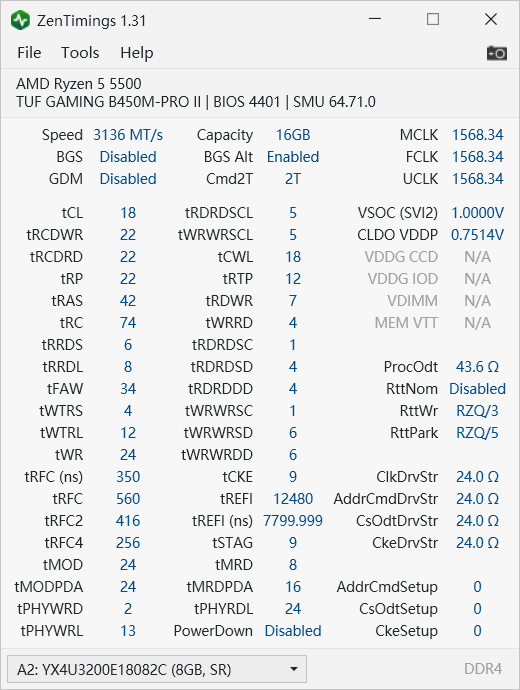 ZenTimings 1.31
File Tools Help
AMD Ryzen 5 5500
TUF GAMING B450M-PRO II | BIOS 4401 | SMU 64.71.0
Speed 3136 MT/s Capacity 16GB MCLK 1568.34
BGS Disabled BGS Alt Enabled FCLK 1568.34
GDM Disabled Cmd2T 2T UCLK 1568.34
tCL 18 tRDRDSCL 5 VSOC (SVI2) 1.0000V
tRCDWR 22 tWRWRSCL 5 CLDO VDDP 0.7514V
tRCDRD 22 tCWL 18 VDDG CCD N/A
tRP 22 tRTP 12 VDDG IOD N/A
tRAS 42 tRDWR 7 VDIMM N/A
tRC 74 tWRRD 4 MEM VTT N/A
tRRDS 6 tRDRDSC 1
tRRDL 8 tRDRDSD 4 ProcOdt 43.6 Ω
tFAW 34 tRDRDDD 4 RttNom Disabled
tWTRS 4 tWRWRSC 1 RttWr RZQ/3
tWTRL 12 tWRWRSD 6 RttPark RZQ/5
tWR 24 tWRWRDD 6
tRFC (ns) 350 tCKE 9 ClkDrvStr 24.0 Ω
tRFC 560 tREFI 12480 AddrCmdDrvStr 24.0 Ω
tRFC2 416 tREFI (ns) 7799.999 CsOdtDrvStr 24.0 Ω
tRFC4 256 tSTAG 9 CkeDrvStr 24.0 Ω
tMOD 24 tMRD 8
tMODPDA 24 tMRDPDA 16 AddrCmdSetup 0
tPHYWRD 2 tPHYRDL 24 CsOdtSetup 0
tPHYWRL 13 PowerDown Disabled CkeSetup 0
A2: YX4U3200E18082C (8GB, SR) DDR4